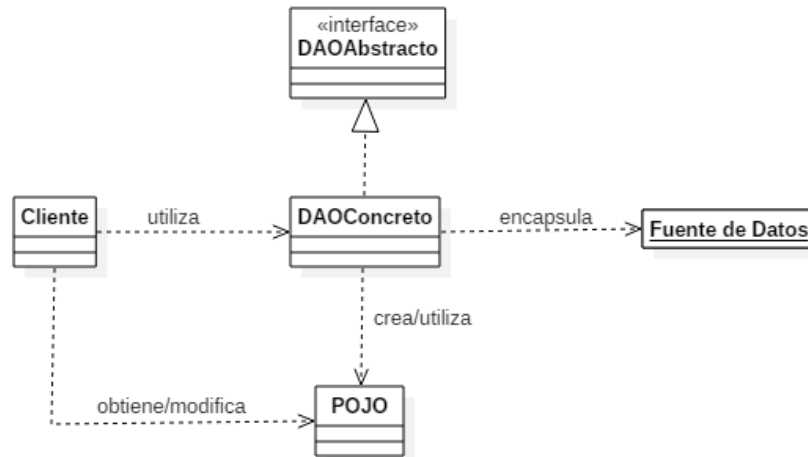 «interface»
DAOAbstracto
Cliente
utiliza
DAOConcreto
encapsula
Fuente de Datos
crea/utiliza
obtiene/modifica
POJO